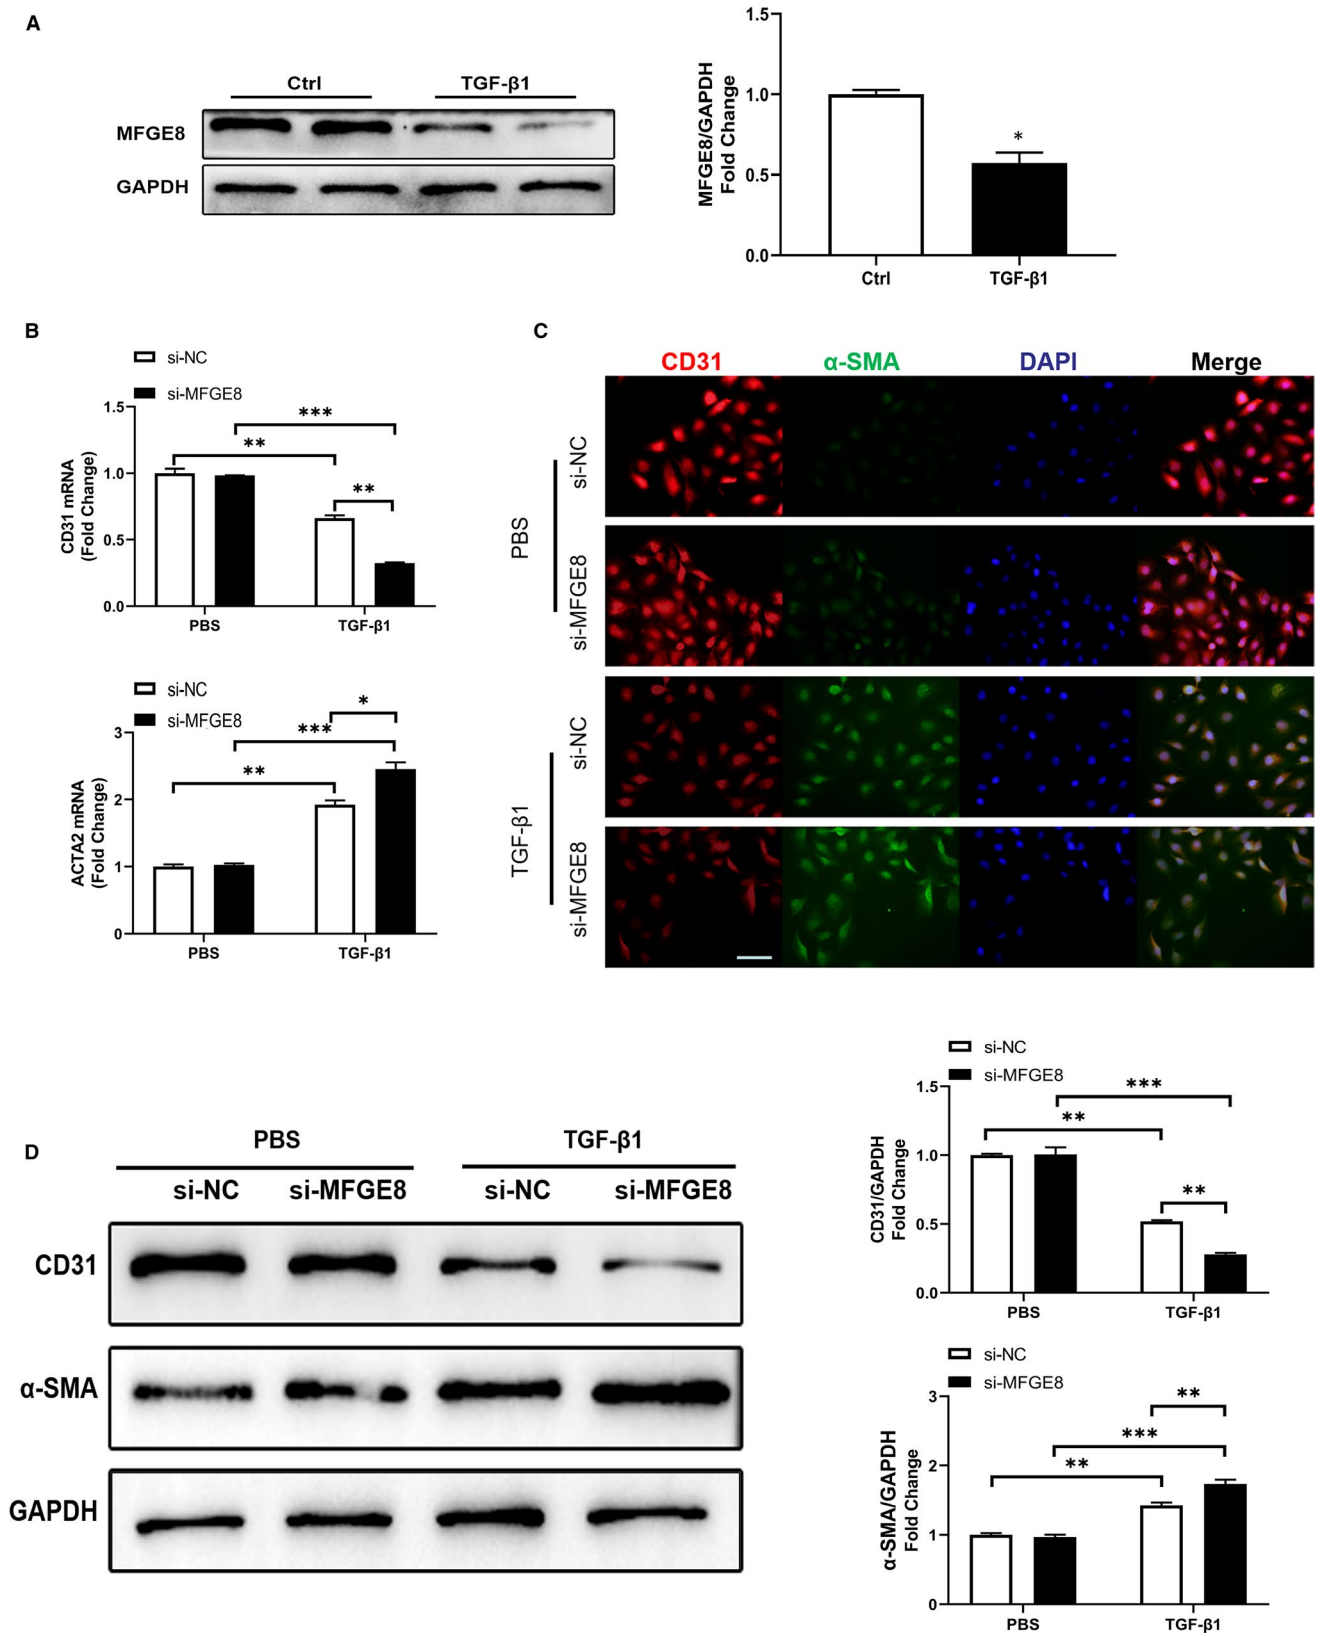 A
Ctrl TGF-β1
MFGE8
GAPDH
MFGE8/GAPDH
Fold Change
1.5
1.0
0.5
0.0
*
Ctrl TGF-β1
B
si-NC
si-MFGE8
CD31 mRNA
(Fold Change)
1.5
1.0
0.5
0.0
***
**
**
PBS TGF-β1
si-NC
si-MFGE8
ACTA2 mRNA
(Fold Change)
3
2
1
0
*
***
**
PBS TGF-β1
C
CD31 α-SMA DAPI Merge
PBS
si-NC
si-MFGE8
TGF-β1
si-NC
si-MFGE8
D
PBS TGF-β1
si-NC si-MFGE8 si-NC si-MFGE8
CD31
α-SMA
GAPDH
si-NC
si-MFGE8
CD31/GAPDH
Fold Change
1.5
1.0
0.5
0.0
***
**
**
PBS TGF-β1
si-NC
si-MFGE8
α-SMA/GAPDH
Fold Change
3
2
1
0
**
***
**
PBS TGF-β1